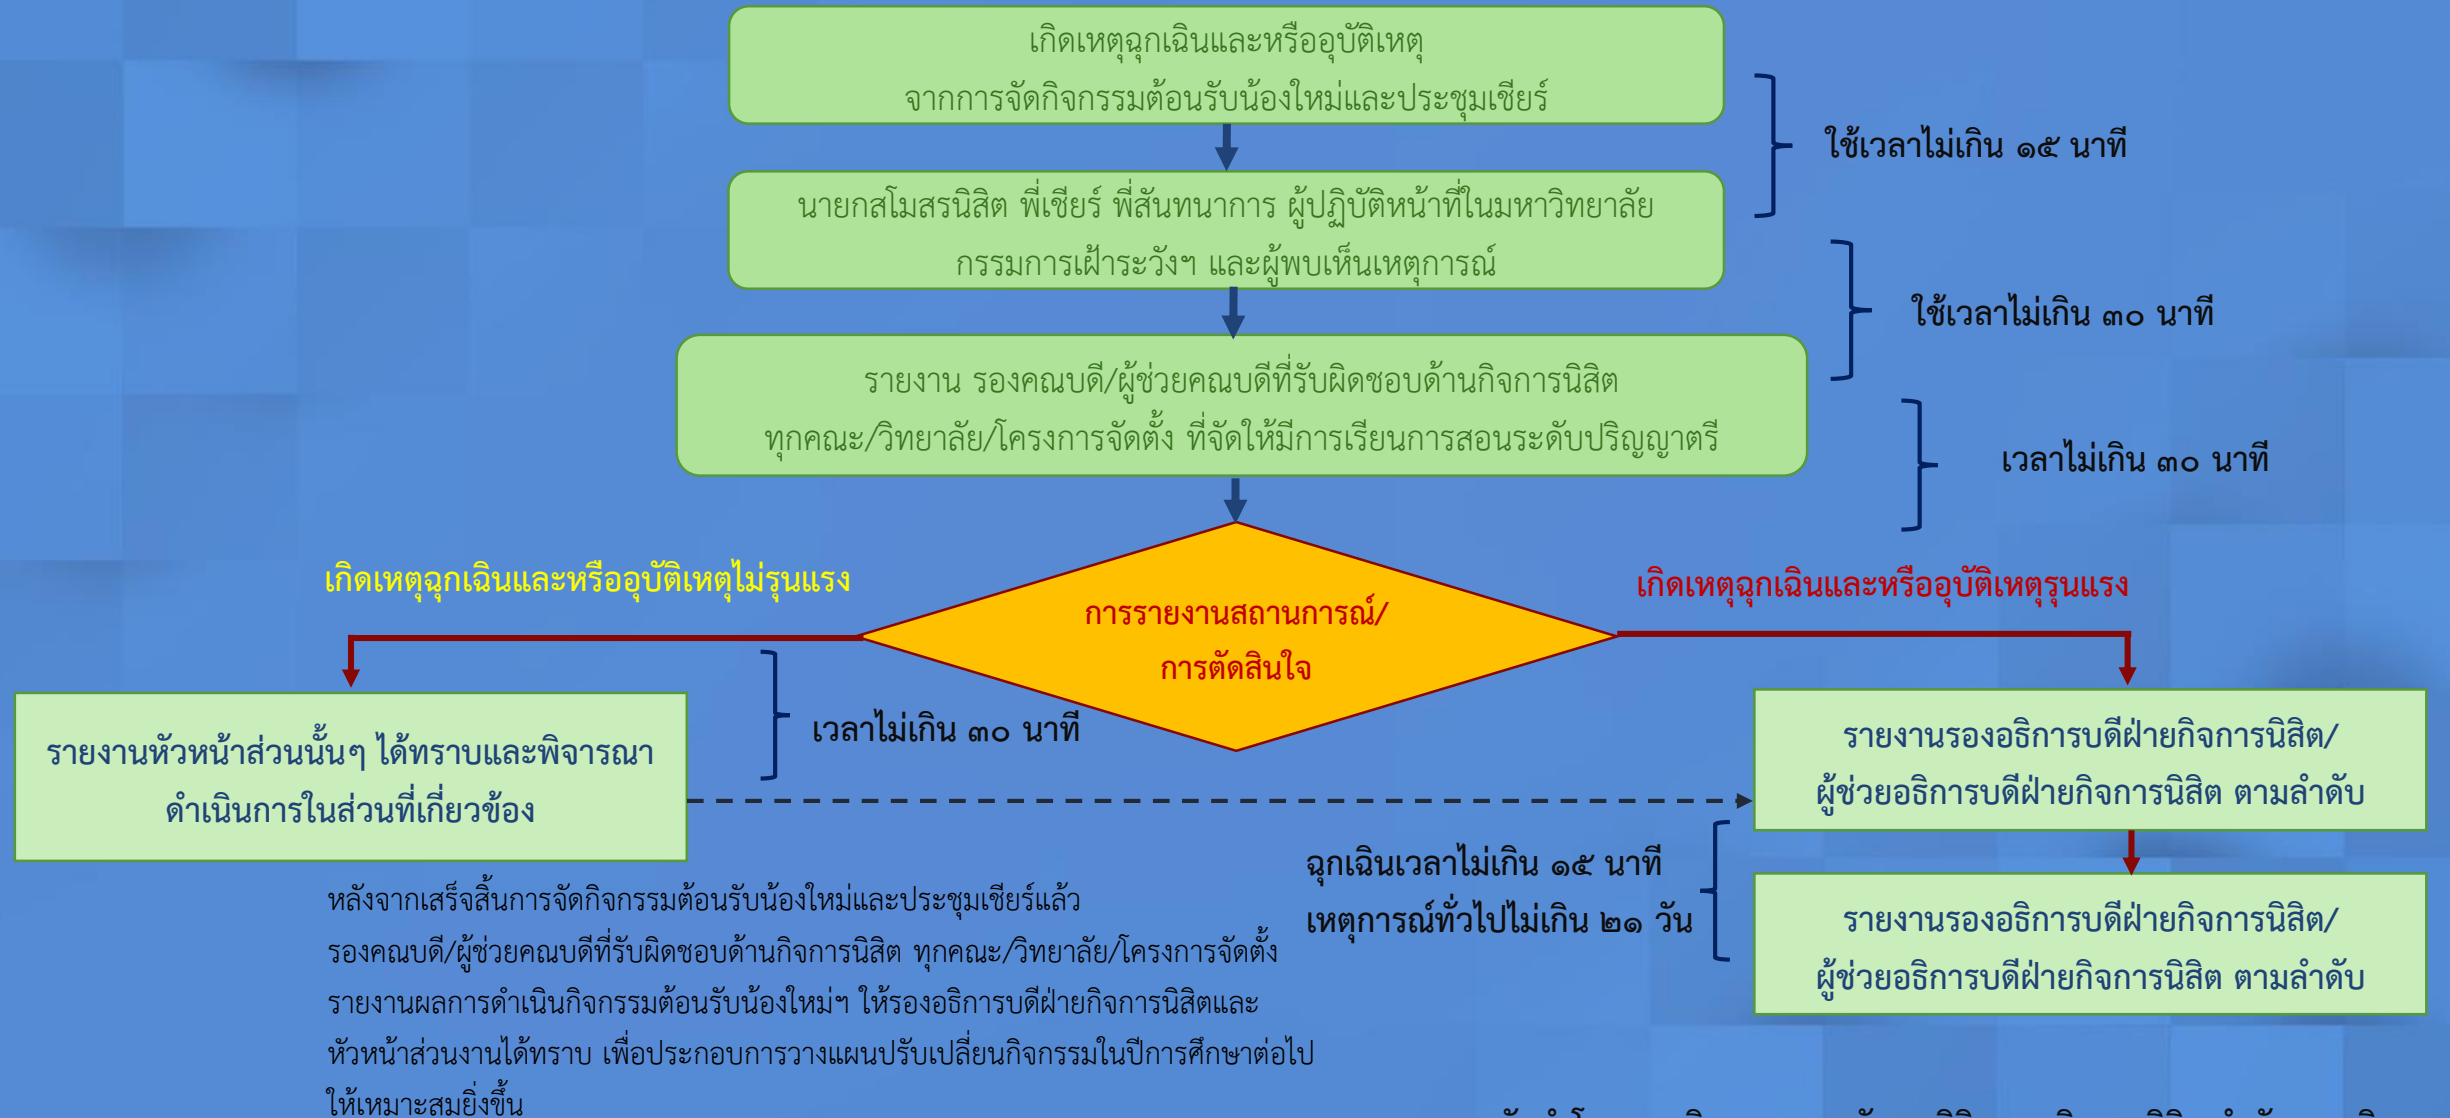 เกิดเหตุฉุกเฉินและหรืออุบัติเหตุ
จากการจัดกิจกรรมต้อนรับน้องใหม่และประชุมเชียร์
ใช้เวลาไม่เกิน ๑๕ นาที
นายกสโมสรนิสิต พี่เชียร์ พี่สันทนาการ ผู้ปฏิบัติหน้าที่ในมหาวิทยาลัย
กรรมการเฝ้าระวังฯ และผู้พบเห็นเหตุการณ์
ใช้เวลาไม่เกิน ๓๐ นาที
รายงาน รองคณบดี/ผู้ช่วยคณบดีที่รับผิดชอบด้านกิจการนิสิต
ทุกคณะ/วิทยาลัย/โครงการจัดตั้ง ที่จัดให้มีการเรียนการสอนระดับปริญญาตรี
เวลาไม่เกิน ๓๐ นาที
เกิดเหตุฉุกเฉินและหรืออุบัติเหตุไม่รุนแรง
เกิดเหตุฉุกเฉินและหรืออุบัติเหตุรุนแรง
การรายงานสถานการณ์/
การตัดสินใจ
เวลาไม่เกิน ๓๐ นาที
รายงานหัวหน้าส่วนนั้นๆ ได้ทราบและพิจารณา
ดำเนินการในส่วนที่เกี่ยวข้อง
รายงานรองอธิการบดีฝ่ายกิจการนิสิต/
ผู้ช่วยอธิการบดีฝ่ายกิจการนิสิต ตามลำดับ
ฉุกเฉินเวลาไม่เกิน ๑๕ นาที
เหตุการณ์ทั่วไปไม่เกิน ๒๑ วัน
รายงานรองอธิการบดีฝ่ายกิจการนิสิต/
ผู้ช่วยอธิการบดีฝ่ายกิจการนิสิต ตามลำดับ
หลังจากเสร็จสิ้นการจัดกิจกรรมต้อนรับน้องใหม่และประชุมเชียร์แล้ว
รองคณบดี/ผู้ช่วยคณบดีที่รับผิดชอบด้านกิจการนิสิต ทุกคณะ/วิทยาลัย/โครงการจัดตั้ง
รายงานผลการดำเนินกิจกรรมต้อนรับน้องใหม่ฯ ให้รองอธิการบดีฝ่ายกิจการนิสิตและ
หัวหน้าส่วนงานได้ทราบ เพื่อประกอบการวางแผนปรับเปลี่ยนกิจกรรมในปีการศึกษาต่อไป
ให้เหมาะสมยิ่งขึ้น